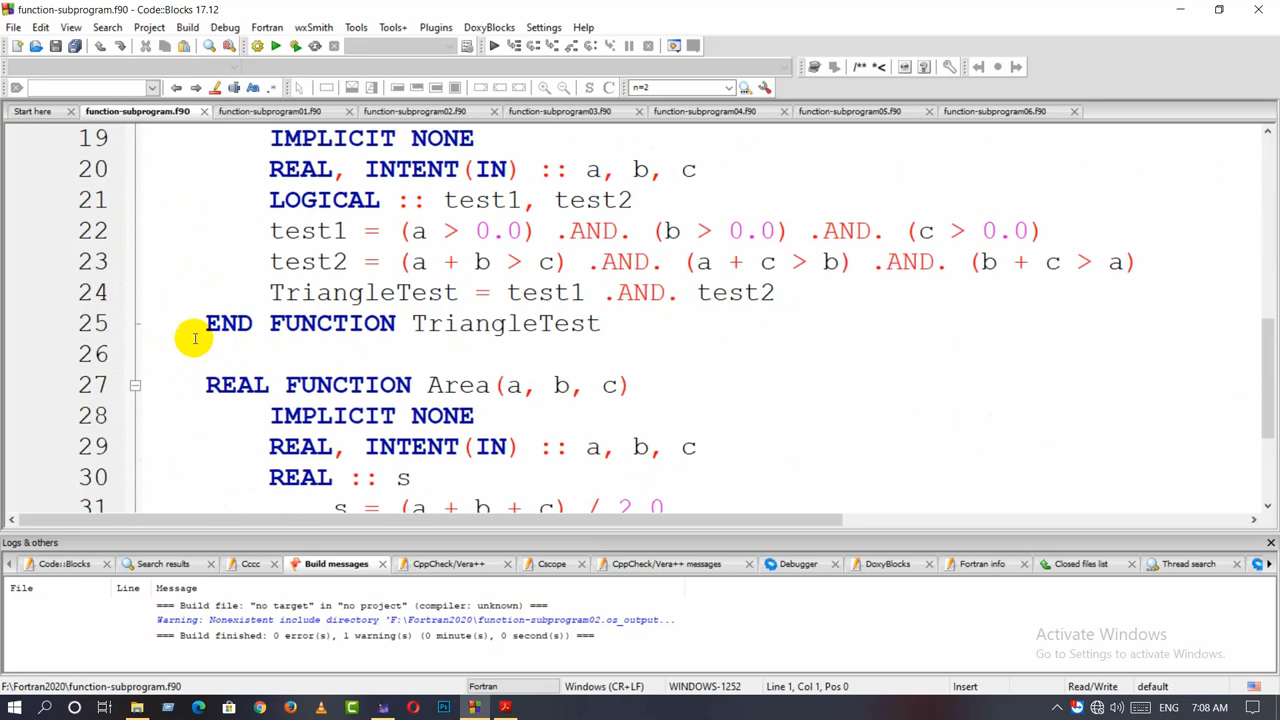 function-subprogram.f90 - Code::Blocks 17.12
File Edit View Search Project Build Debug Fortran wxSmith Tools Tools+ Plugins DoxyBlocks Settings Help
/** *<
S C n=2
Start here function-subprogram.f90 function-subprogram01.f90 function-subprogram02.f90 function-subprogram03.f90 function-subprogram04.f90 function-subprogram05.f90 function-subprogram06.f90
19 IMPLICIT NONE
20 REAL, INTENT(IN) :: a, b, c
21 LOGICAL :: test1, test2
22 test1 = (a > 0.0) .AND. (b > 0.0) .AND. (c > 0.0)
23 test2 = (a + b > c) .AND. (a + c > b) .AND. (b + c > a)
24 TriangleTest = test1 .AND. test2
25 END FUNCTION TriangleTest
26
27 REAL FUNCTION Area(a, b, c)
28 IMPLICIT NONE
29 REAL, INTENT(IN) :: a, b, c
30 REAL :: s
31 s = (a + b + c) / 2.0
Logs & others
Code::Blocks Search results Cccc Build messages CppCheck/Vera++ Cscope CppCheck/Vera++ messages Debugger DoxyBlocks Fortran info Closed files list Thread search
File Line Message
=== Build file: "no target" in "no project" (compiler: unknown) ===
Warning: Nonexistent include directory 'F:\Fortran2020\function-subprogram02.os_output...
=== Build finished: 0 error(s), 1 warning(s) (0 minute(s), 0 second(s)) ===
Activate Windows
Go to Settings to activate Windows.
F:\Fortran2020\function-subprogram.f90 Fortran Windows (CR+LF) WINDOWS-1252 Line 1, Col 1, Pos 0 Insert Read/Write default
ENG 7:08 AM